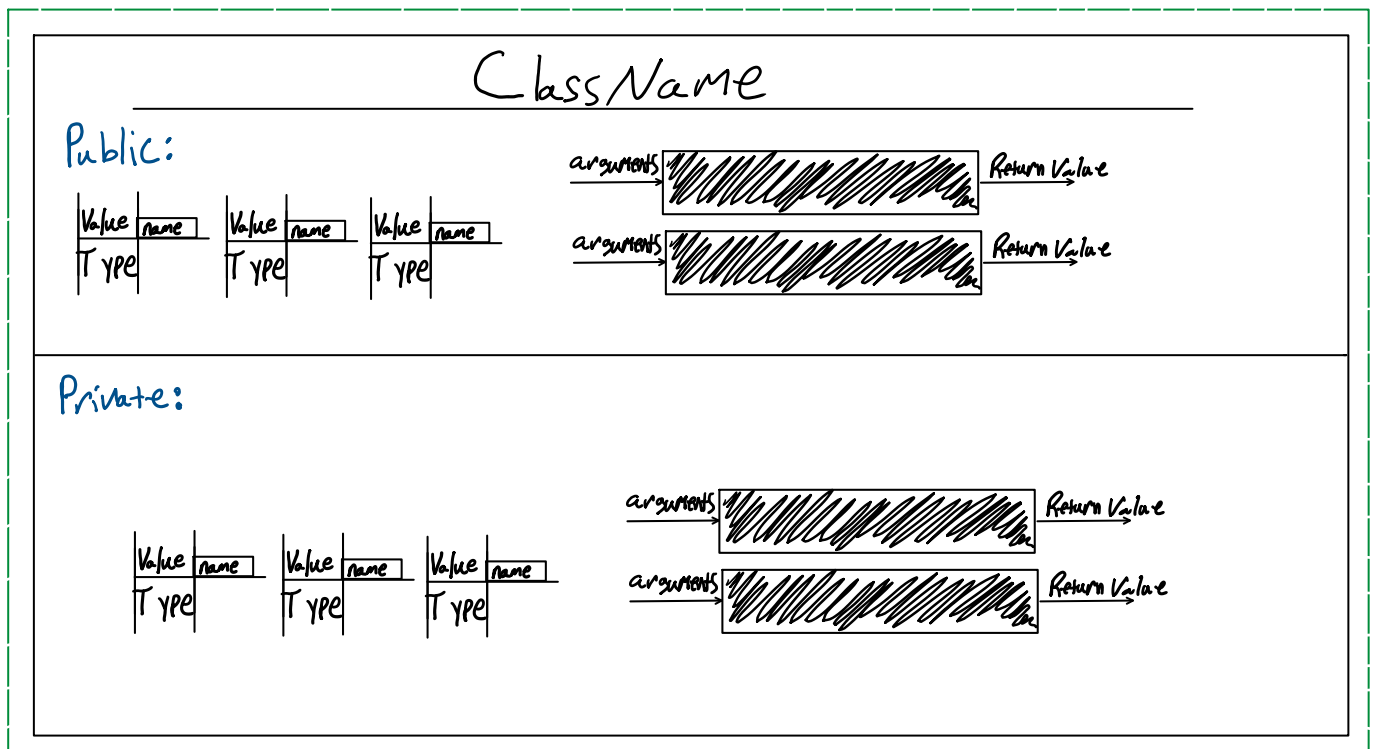 ClassName
Public:
arguments Return Value
Value name Value name Value name
Type Type Type
arguments Return Value
Private:
arguments Return Value
Value name Value name Value name
Type Type Type
arguments Return Value